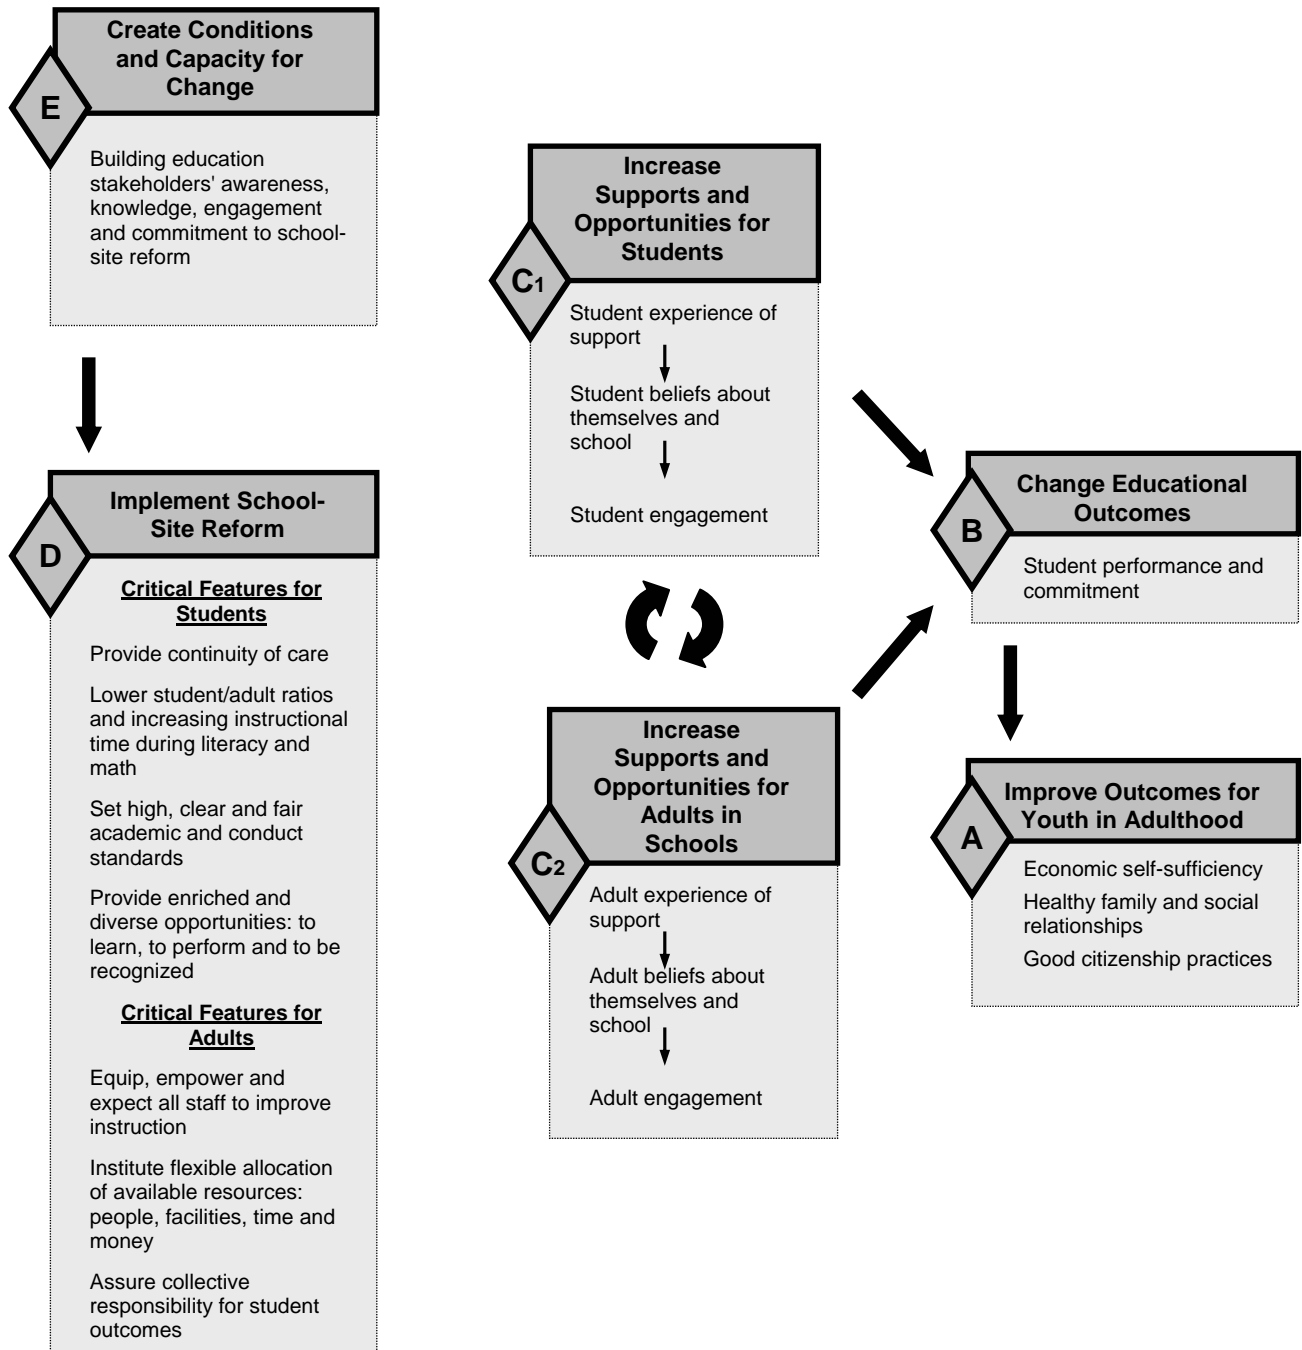 Create Conditions
and Capacity for
Change
E
Building education
stakeholders' awareness,
knowledge, engagement
and commitment to school-
site reform
Implement School-
Site Reform
D
Critical Features for
Students
Provide continuity of care
Lower student/adult ratios
and increasing instructional
time during literacy and
math
Set high, clear and fair
academic and conduct
standards
Provide enriched and
diverse opportunities: to
learn, to perform and to be
recognized
Critical Features for
Adults
Equip, empower and
expect all staff to improve
instruction
Institute flexible allocation
of available resources:
people, facilities, time and
money
Assure collective
responsibility for student
outcomes
Increase
Supports and
Opportunities for
Students
C1
Student experience of
support
Student beliefs about
themselves and
school
Student engagement
Increase
Supports and
Opportunities for
Adults in
Schools
C2
Adult experience of
support
Adult beliefs about
themselves and
school
Adult engagement
Change Educational
Outcomes
B
Student performance and
commitment
Improve Outcomes for
Youth in Adulthood
A
Economic self-sufficiency
Healthy family and social
relationships
Good citizenship practices